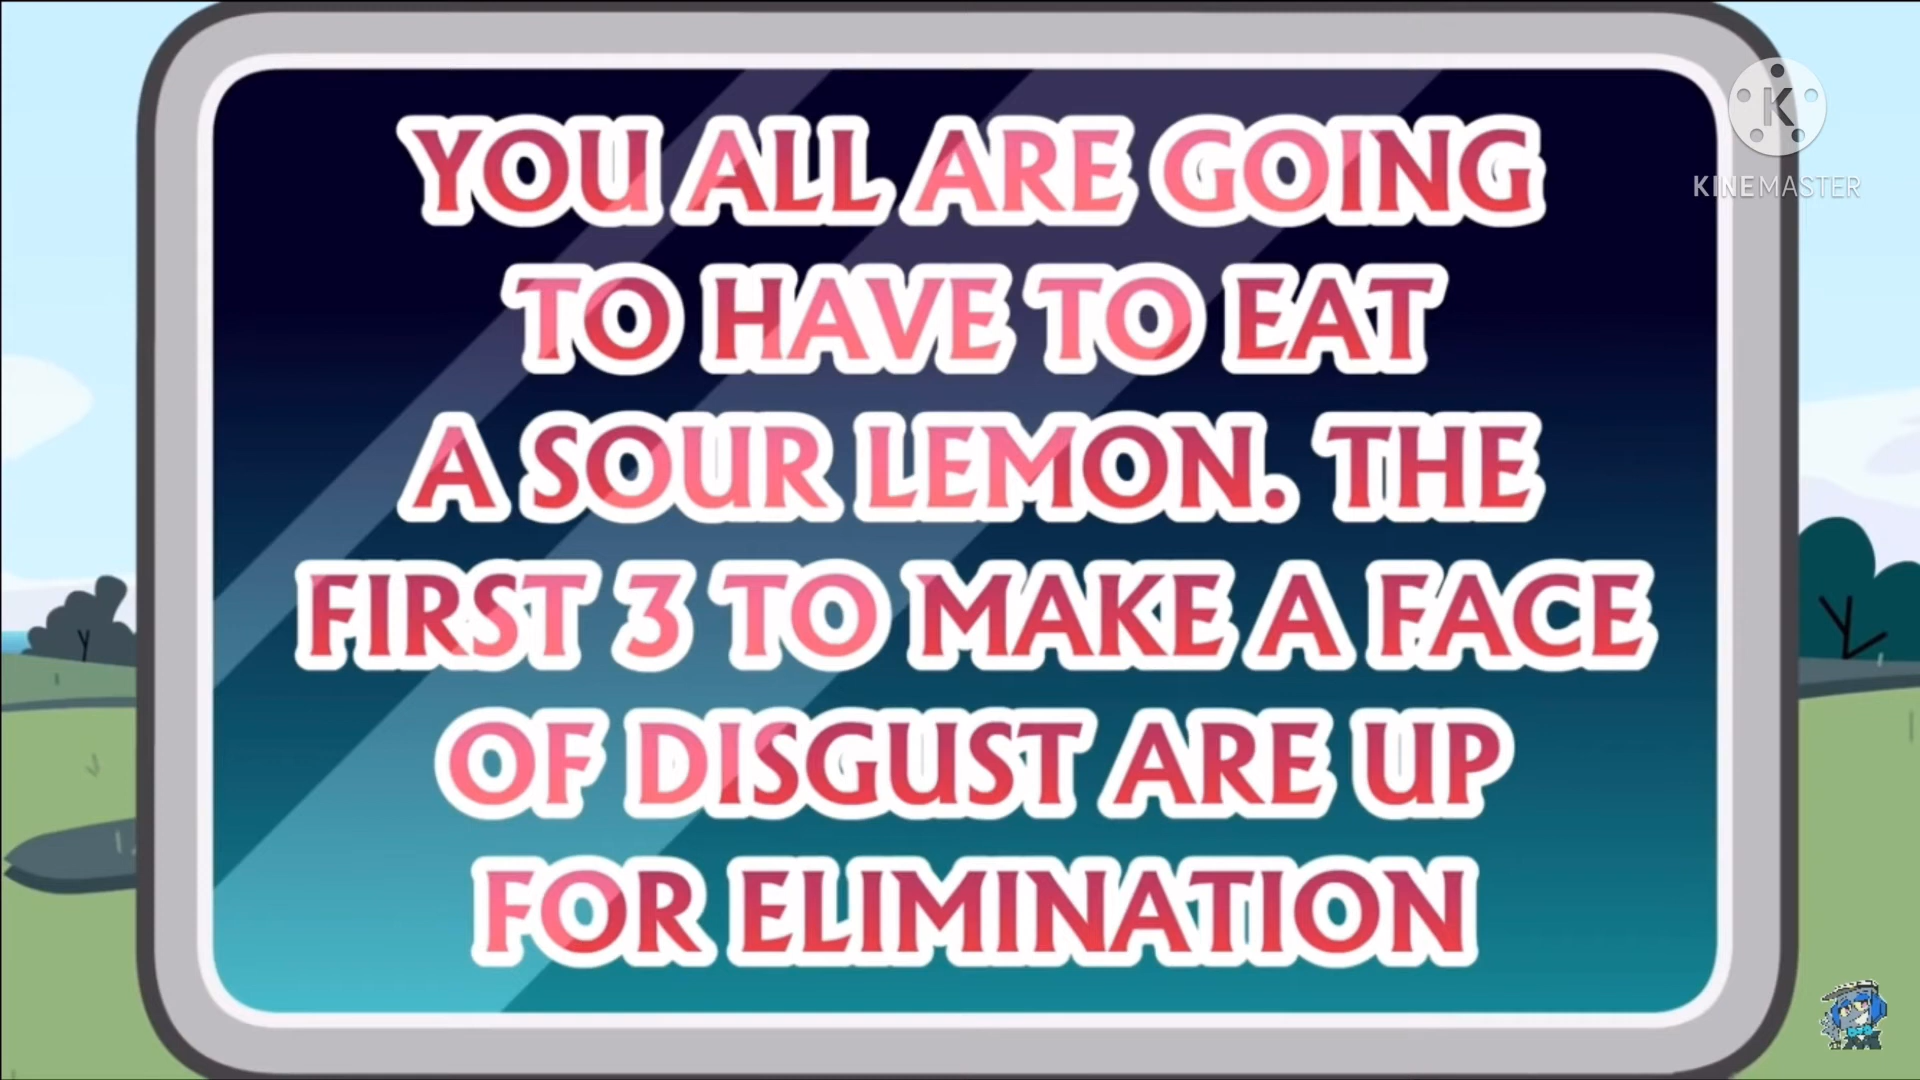 YOU ALL ARE GOING
TO HAVE TO EAT
A SOUR LEMON. THE
FIRST 3 TO MAKE A FACE
OF DISGUST ARE UP
FOR ELIMINATION
K
KINEMASTER